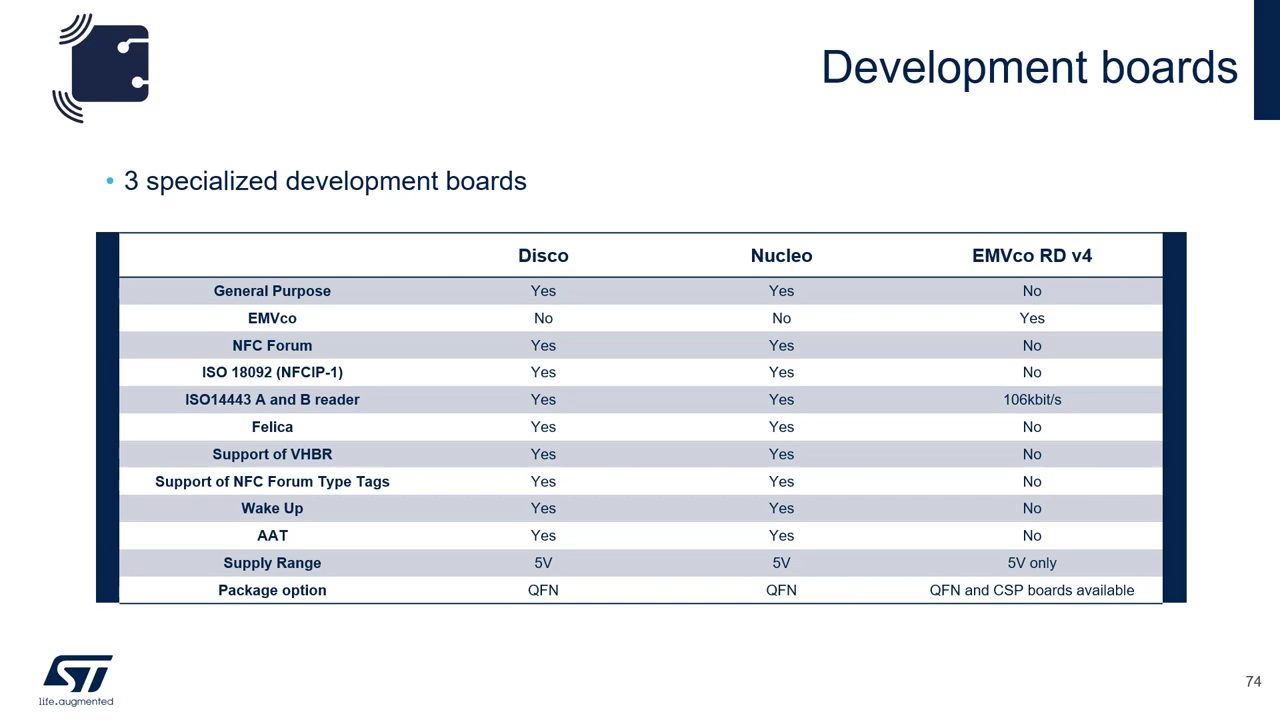 Development boards
• 3 specialized development boards
Disco Nucleo EMVco RD v4
General Purpose Yes Yes No
EMVco No No Yes
NFC Forum Yes Yes No
ISO 18092 (NFCIP-1) Yes Yes No
ISO14443 A and B reader Yes Yes 106kbit/s
Felica Yes Yes No
Support of VHBR Yes Yes No
Support of NFC Forum Type Tags Yes Yes No
Wake Up Yes Yes No
AAT Yes Yes No
Supply Range 5V 5V 5V only
Package option QFN QFN QFN and CSP boards available
ST
life.augmented
74